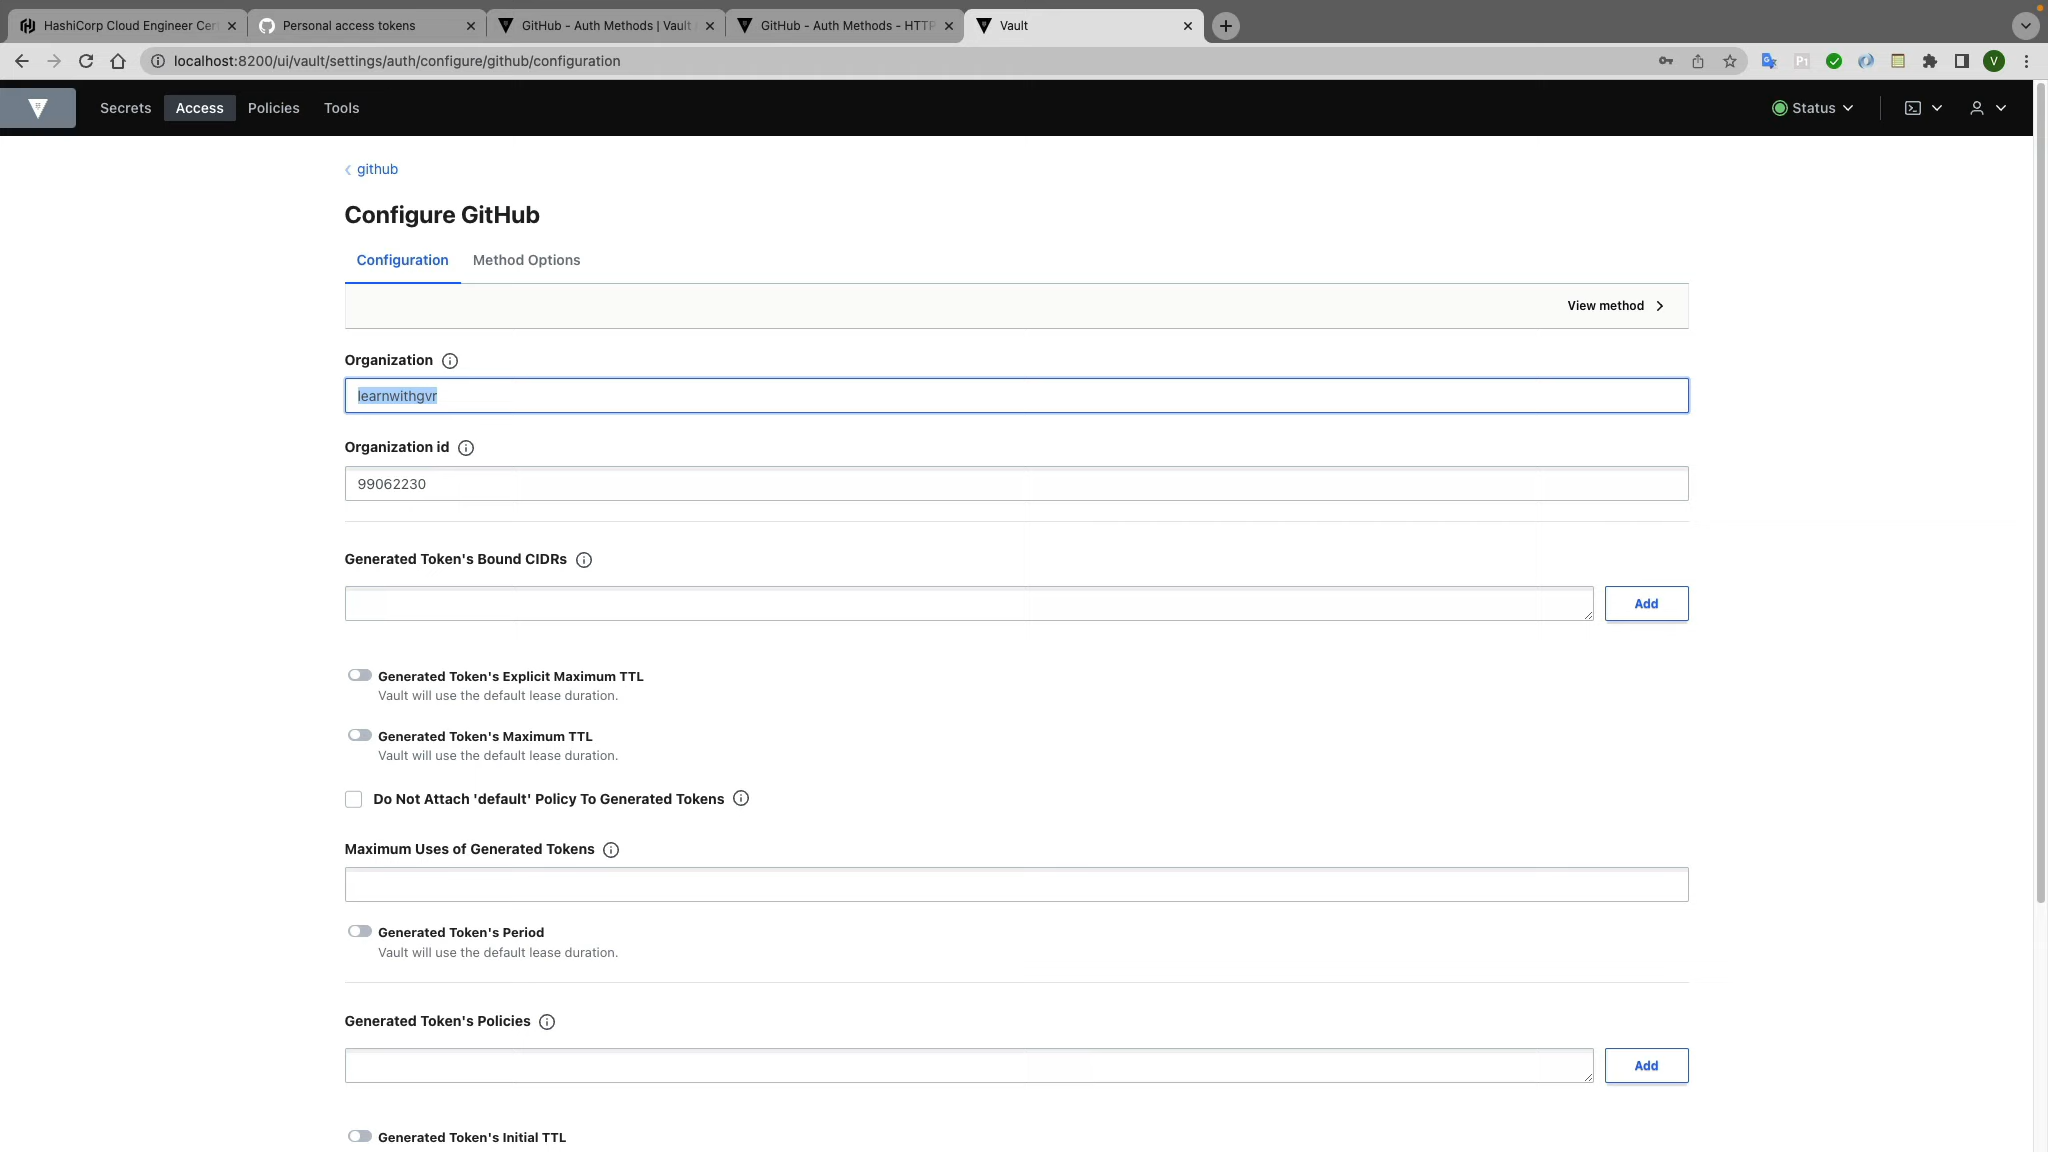 HashiCorp Cloud Engineer Cer
Personal access tokens
GitHub - Auth Methods | Vault
GitHub - Auth Methods - HTTP
Vault
localhost:8200/ui/vault/settings/auth/configure/github/configuration
V
Secrets
Access
Policies
Tools
Status
github
Configure GitHub
Configuration
Method Options
View method
Organization
learnwithgvr
Organization id
99062230
Generated Token's Bound CIDRs
Add
Generated Token's Explicit Maximum TTL
Vault will use the default lease duration.
Generated Token's Maximum TTL
Vault will use the default lease duration.
Do Not Attach 'default' Policy To Generated Tokens
Maximum Uses of Generated Tokens
Generated Token's Period
Vault will use the default lease duration.
Generated Token's Policies
Add
Generated Token's Initial TTL